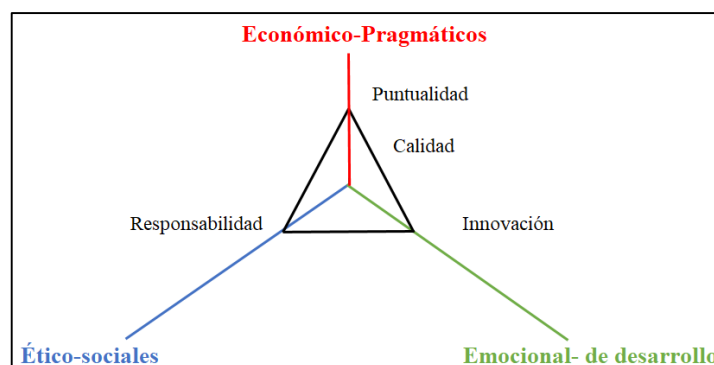 Económico-Pragmáticos
Puntualidad
Calidad
Responsabilidad
Innovación
Ético-sociales
Emocional- de desarrollo